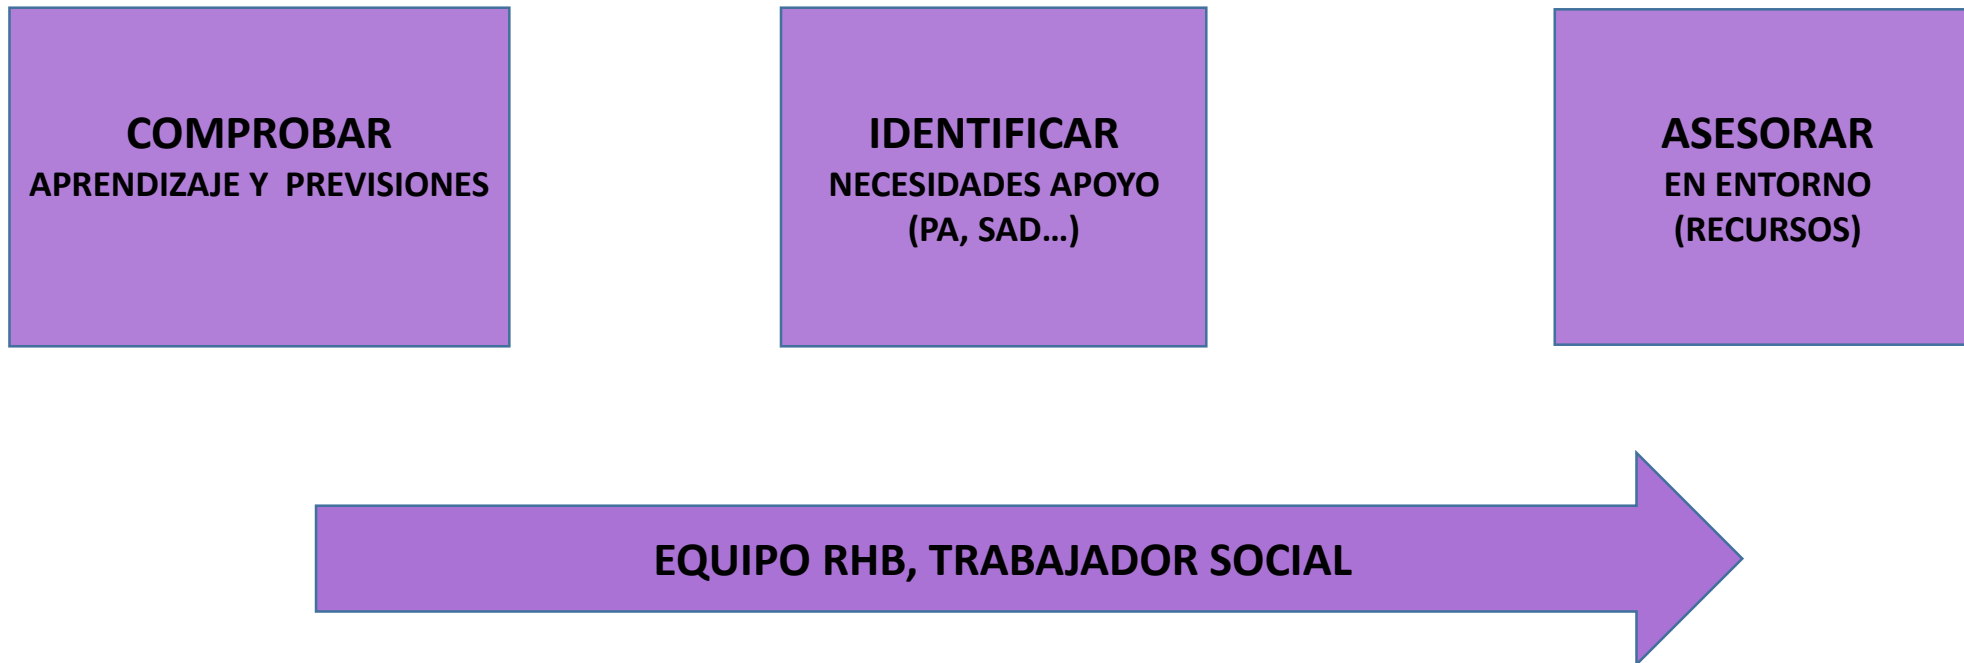 COMPROBAR
APRENDIZAJE Y PREVISIONES
IDENTIFICAR
NECESIDADES APOYO
(PA, SAD...)
ASESORAR
EN ENTORNO
(RECURSOS)
EQUIPO RHB, TRABAJADOR SOCIAL